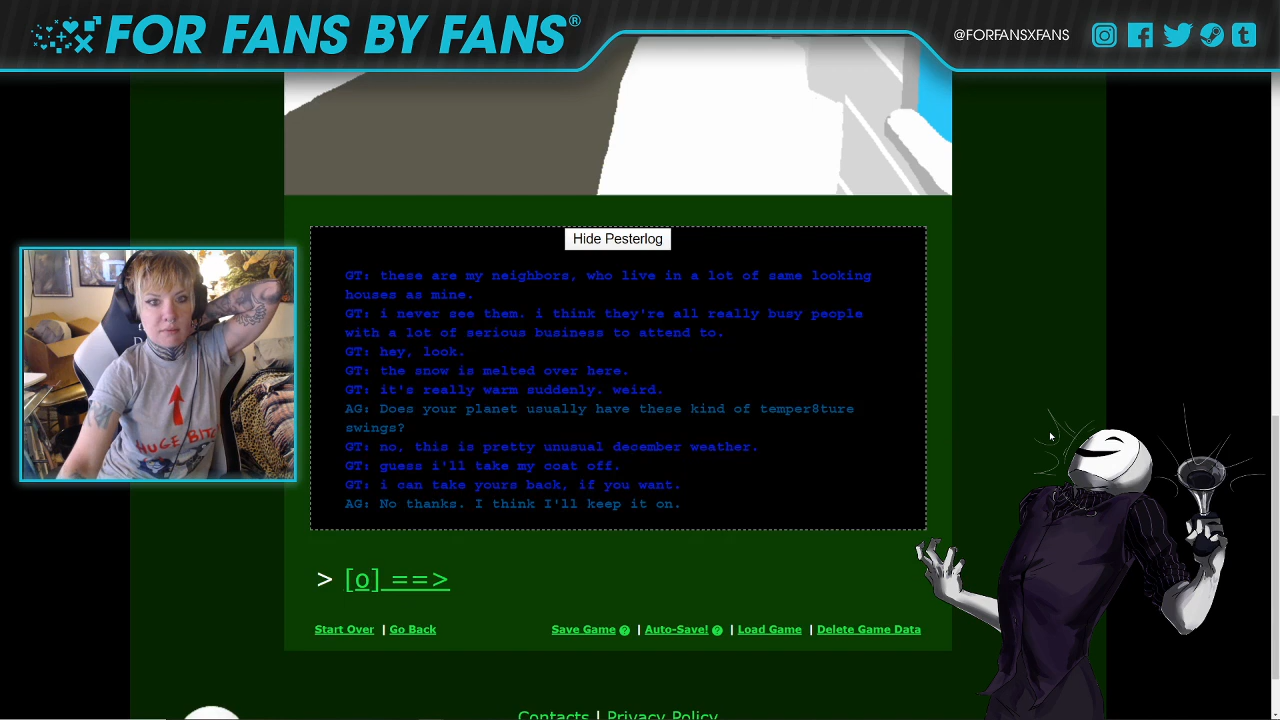 FOR FANS BY FANS®
@FORFANSXFANS
Hide Pesterlog
GT: these are my neighbors, who live in a lot of same looking
houses as mine.
GT: i never see them. i think they're all really busy people
with a lot of serious business to attend to.
GT: hey, look.
GT: the snow is melted over here.
GT: it's really warm suddenly. weird.
AG: Does your planet usually have these kind of temper8ture
swings?
GT: no, this is pretty unusual december weather.
GT: guess i'll take my coat off.
GT: i can take yours back, if you want.
AG: No thanks. I think I'll keep it on.
HUGE BITC
> [o] ==>
Start Over | Go Back
Save Game ? | Auto-Save! ? | Load Game | Delete Game Data
Contacts | Privacy Policy